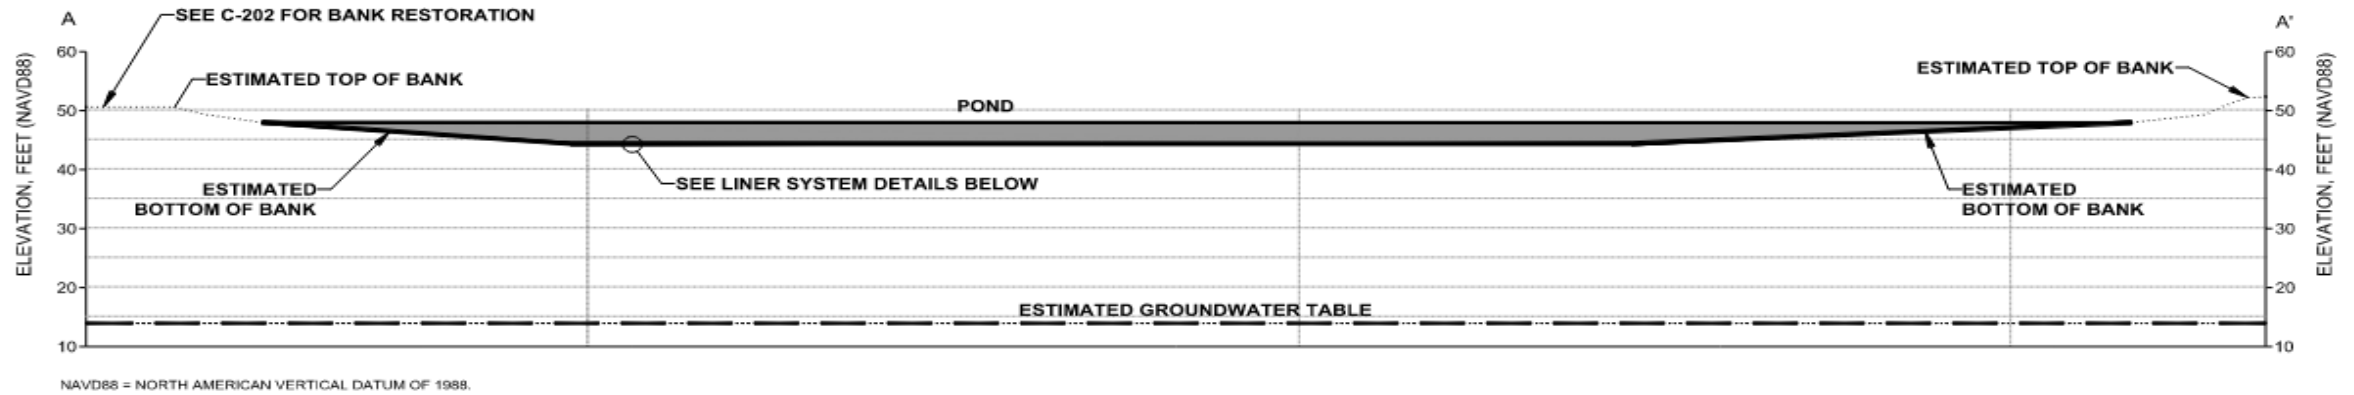 A
SEE C-202 FOR BANK RESTORATION
A'
60
60
ESTIMATED TOP OF BANK
ESTIMATED TOP OF BANK
50
POND
50
40
40
ESTIMATED
BOTTOM OF BANK
SEE LINER SYSTEM DETAILS BELOW
ESTIMATED
BOTTOM OF BANK
30
30
20
20
ESTIMATED GROUNDWATER TABLE
10
10
ELEVATION, FEET (NAVD88)
ELEVATION, FEET (NAVD88)
NAVD88 = NORTH AMERICAN VERTICAL DATUM OF 1988.